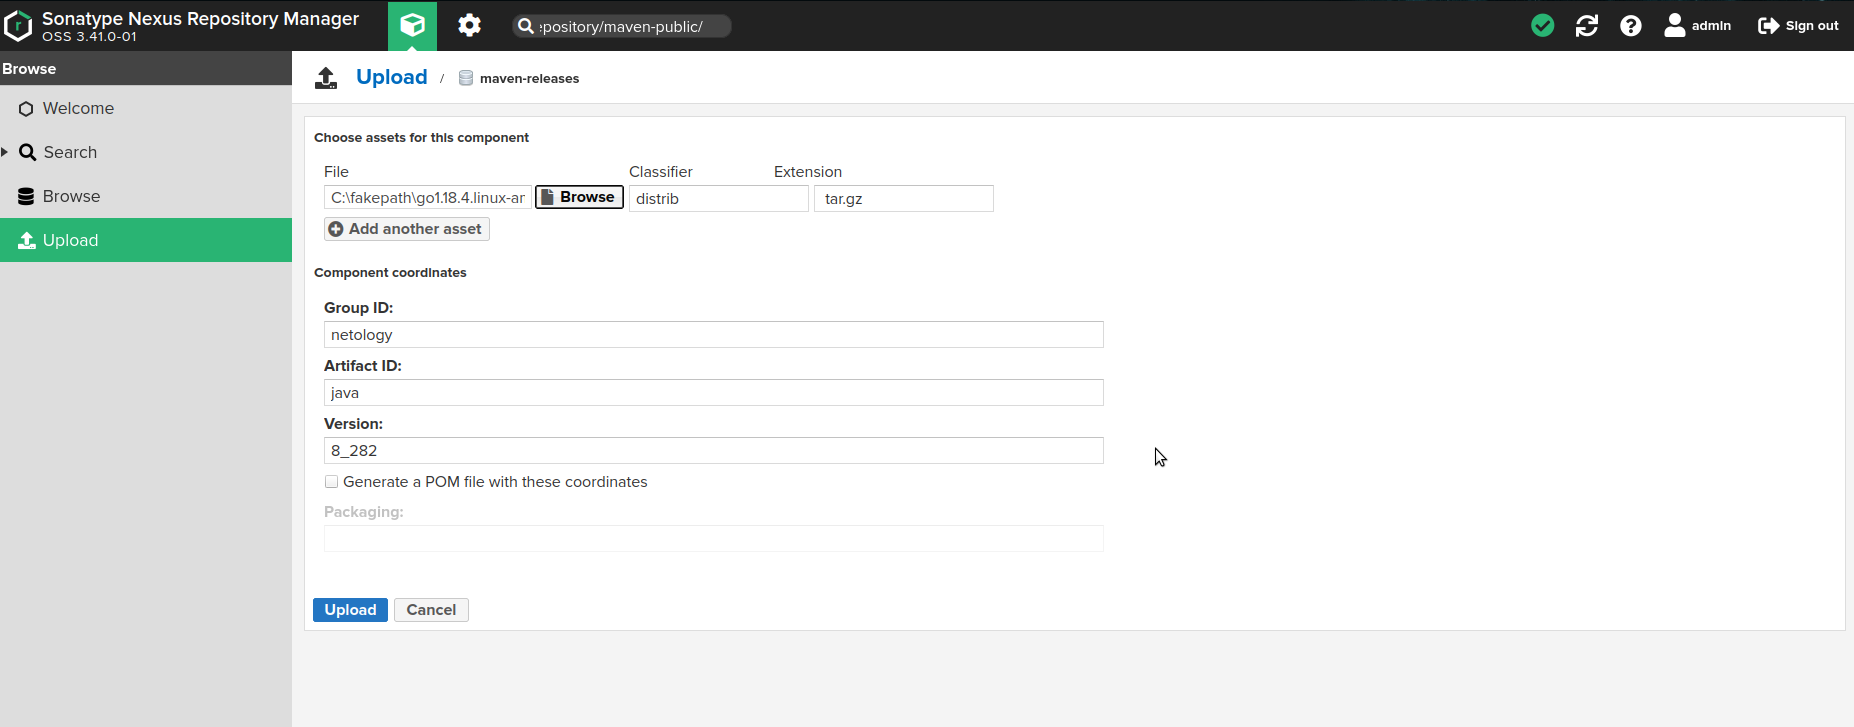 Sonatype Nexus Repository Manager
OSS 3.41.0-01
epository/maven-public/
admin
Sign out
Browse
Welcome
Search
Browse
Upload
Upload / maven-releases
Choose assets for this component
File Classifier Extension
C:\fakepath\go1.18.4.linux-ar Browse distrib tar.gz
Add another asset
Component coordinates
Group ID:
netology
Artifact ID:
java
Version:
8_282
Generate a POM file with these coordinates
Packaging:
Upload Cancel